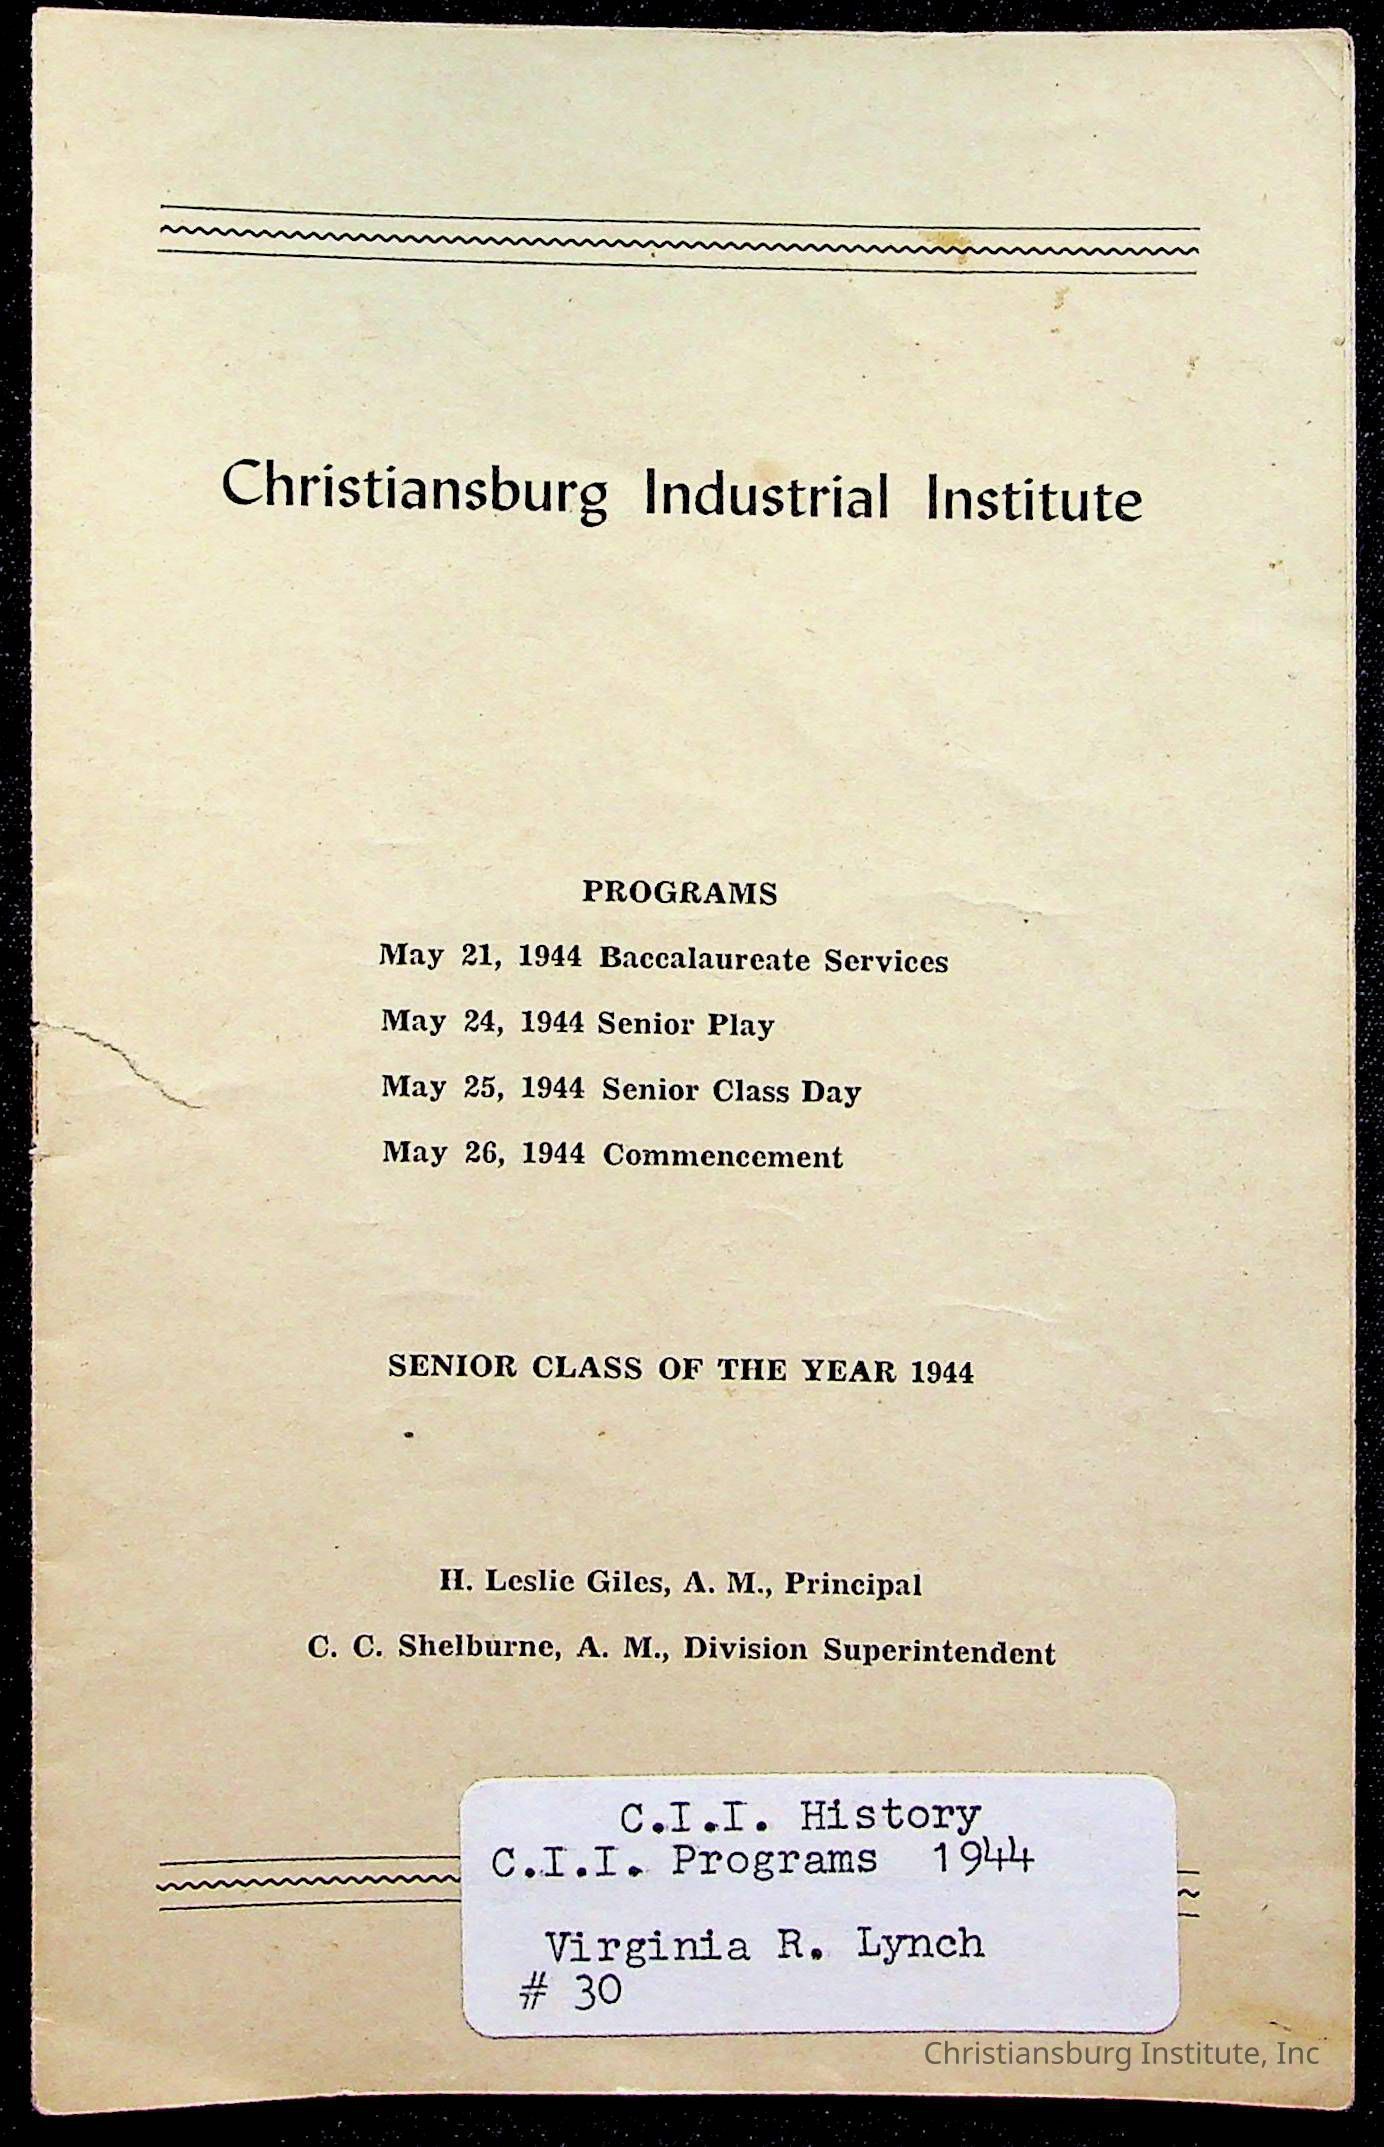 Christiansburg Industrial Institute
PROGRAMS
May 21, 1944 Baccalaureate Services
May 24, 1944 Senior Play
May 25, 1944 Senior Class Day
May 26, 1944 Commencement
SENIOR CLASS OF THE YEAR 1944
H. Leslie Giles, A. M., Principal
C. C. Shelburne, A. M., Division Superintendent
C.I.I. History
C.I.I. Programs 1944
Virginia R. Lynch
# 30
Christiansburg Institute, Inc